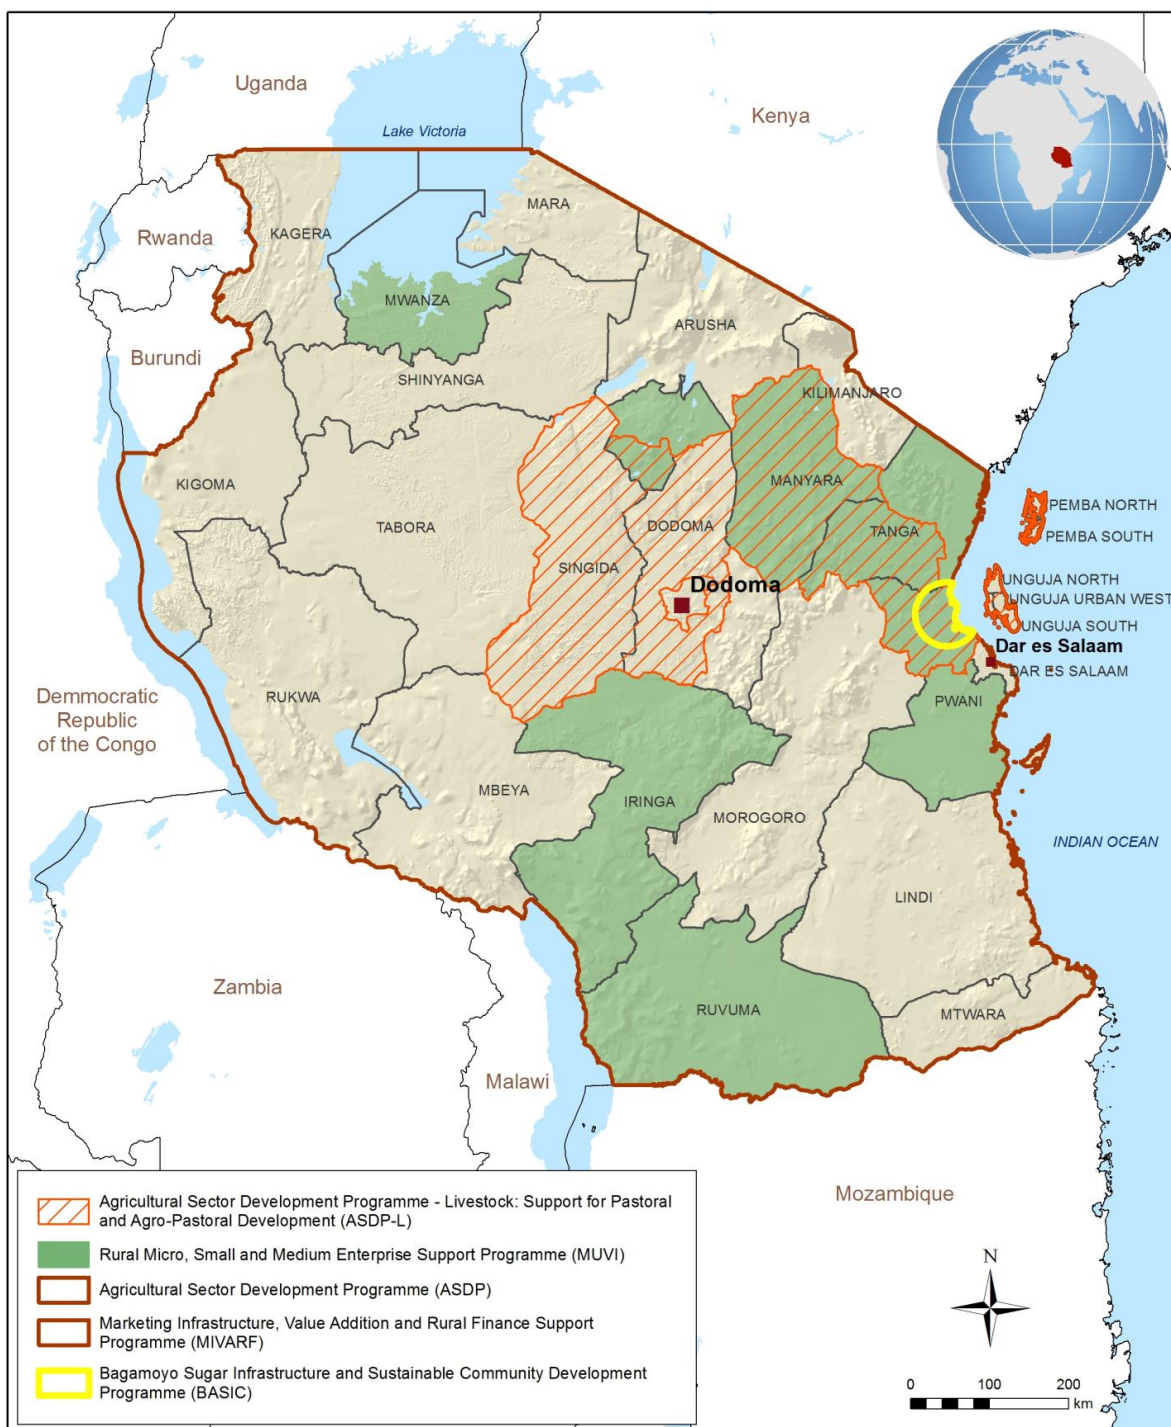 Uganda
Lake Victoria
Kenya
MARA
KAGERA
Rwanda
MWANZA
ARUSHA
Burundi
SHINYANGA
KILIMANJARO
KIGOMA
MANYARA
PEMBA NORTH
TABORA
DODOMA
TANGA
PEMBA SOUTH
SINGIDA
Dodoma
UNGUJA NORTH
UNGUJA URBAN WEST
UNGUJA SOUTH
Dar es Salaam
DAR ES SALAAM
RUKWA
PWANI
Demmocratic
Republic
of the Congo
MBEYA
IRINGA
MOROGORO
INDIAN OCEAN
LINDI
Zambia
RUVUMA
MTWARA
Malawi
Mozambique
Agricultural Sector Development Programme - Livestock: Support for Pastoral
and Agro-Pastoral Development (ASDP-L)
Rural Micro, Small and Medium Enterprise Support Programme (MUVI)
Agricultural Sector Development Programme (ASDP)
Marketing Infrastructure, Value Addition and Rural Finance Support
Programme (MIVARF)
Bagamoyo Sugar Infrastructure and Sustainable Community Development
Programme (BASIC)
N
0 50 100 200
km